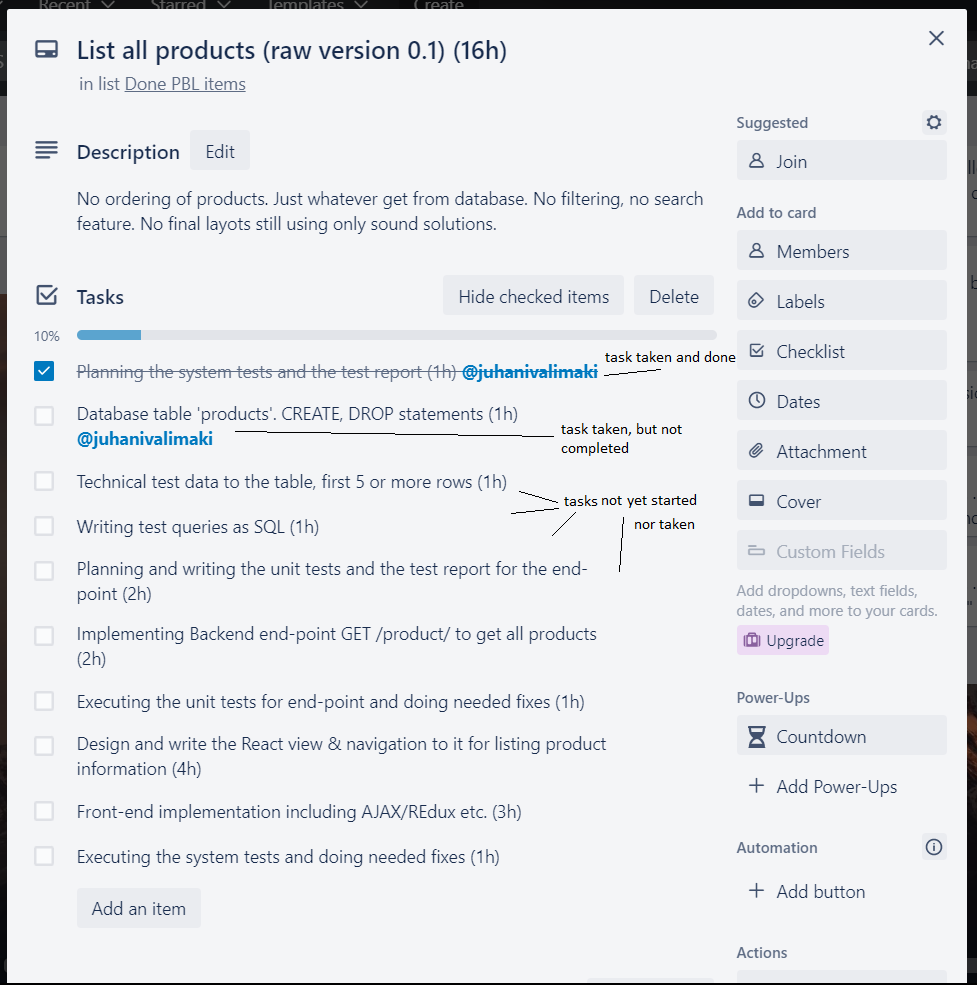 Recent Starred Templates Create
List all products (raw version 0.1) (16h)
in list Done PBL items
Description Edit
No ordering of products. Just whatever get from database. No filtering, no search
feature. No final layots still using only sound solutions.
Tasks Hide checked items Delete
10%
Planning the system tests and the test report (1h) @juhanivalimaki
task taken and done
Database table 'products'. CREATE, DROP statements (1h)
@juhanivalimaki
task taken, but not
completed
Technical test data to the table, first 5 or more rows (1h)
tasks not yet started
nor taken
Writing test queries as SQL (1h)
Planning and writing the unit tests and the test report for the end-
point (2h)
Implementing Backend end-point GET /product/ to get all products
(2h)
Executing the unit tests for end-point and doing needed fixes (1h)
Design and write the React view & navigation to it for listing product
information (4h)
Front-end implementation including AJAX/REdux etc. (3h)
Executing the system tests and doing needed fixes (1h)
Add an item
Suggested
Join
Add to card
Members
Labels
Checklist
Dates
Attachment
Cover
Custom Fields
Add dropdowns, text fields,
dates, and more to your cards.
Upgrade
Power-Ups
Countdown
+ Add Power-Ups
Automation
+ Add button
Actions